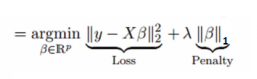 = argmin β∈ℝᵖ ‖y − Xβ‖₂² + λ ‖β‖₁
Loss Penalty